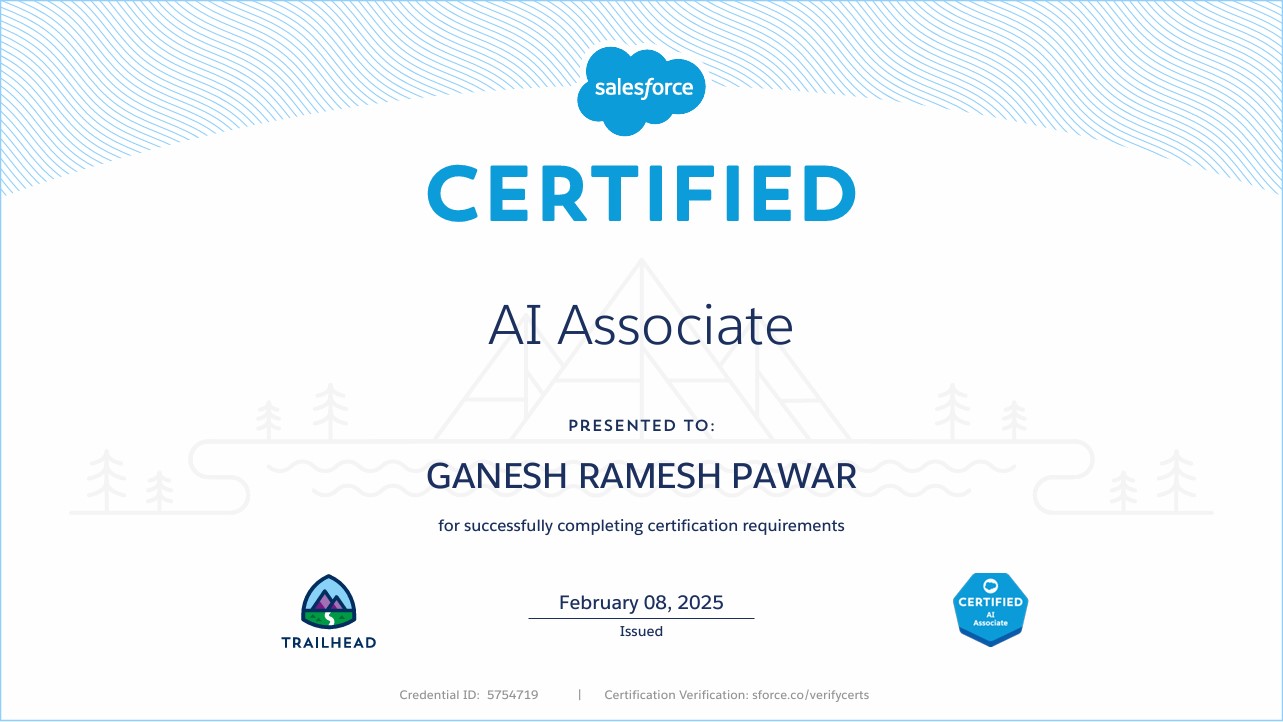 salesforce
CERTIFIED
AI Associate
PRESENTED TO:
GANESH RAMESH PAWAR
for successfully completing certification requirements
TRAILHEAD
February 08, 2025
Issued
CERTIFIED
AI
Associate
Credential ID: 5754719 | Certification Verification: sforce.co/verifycerts